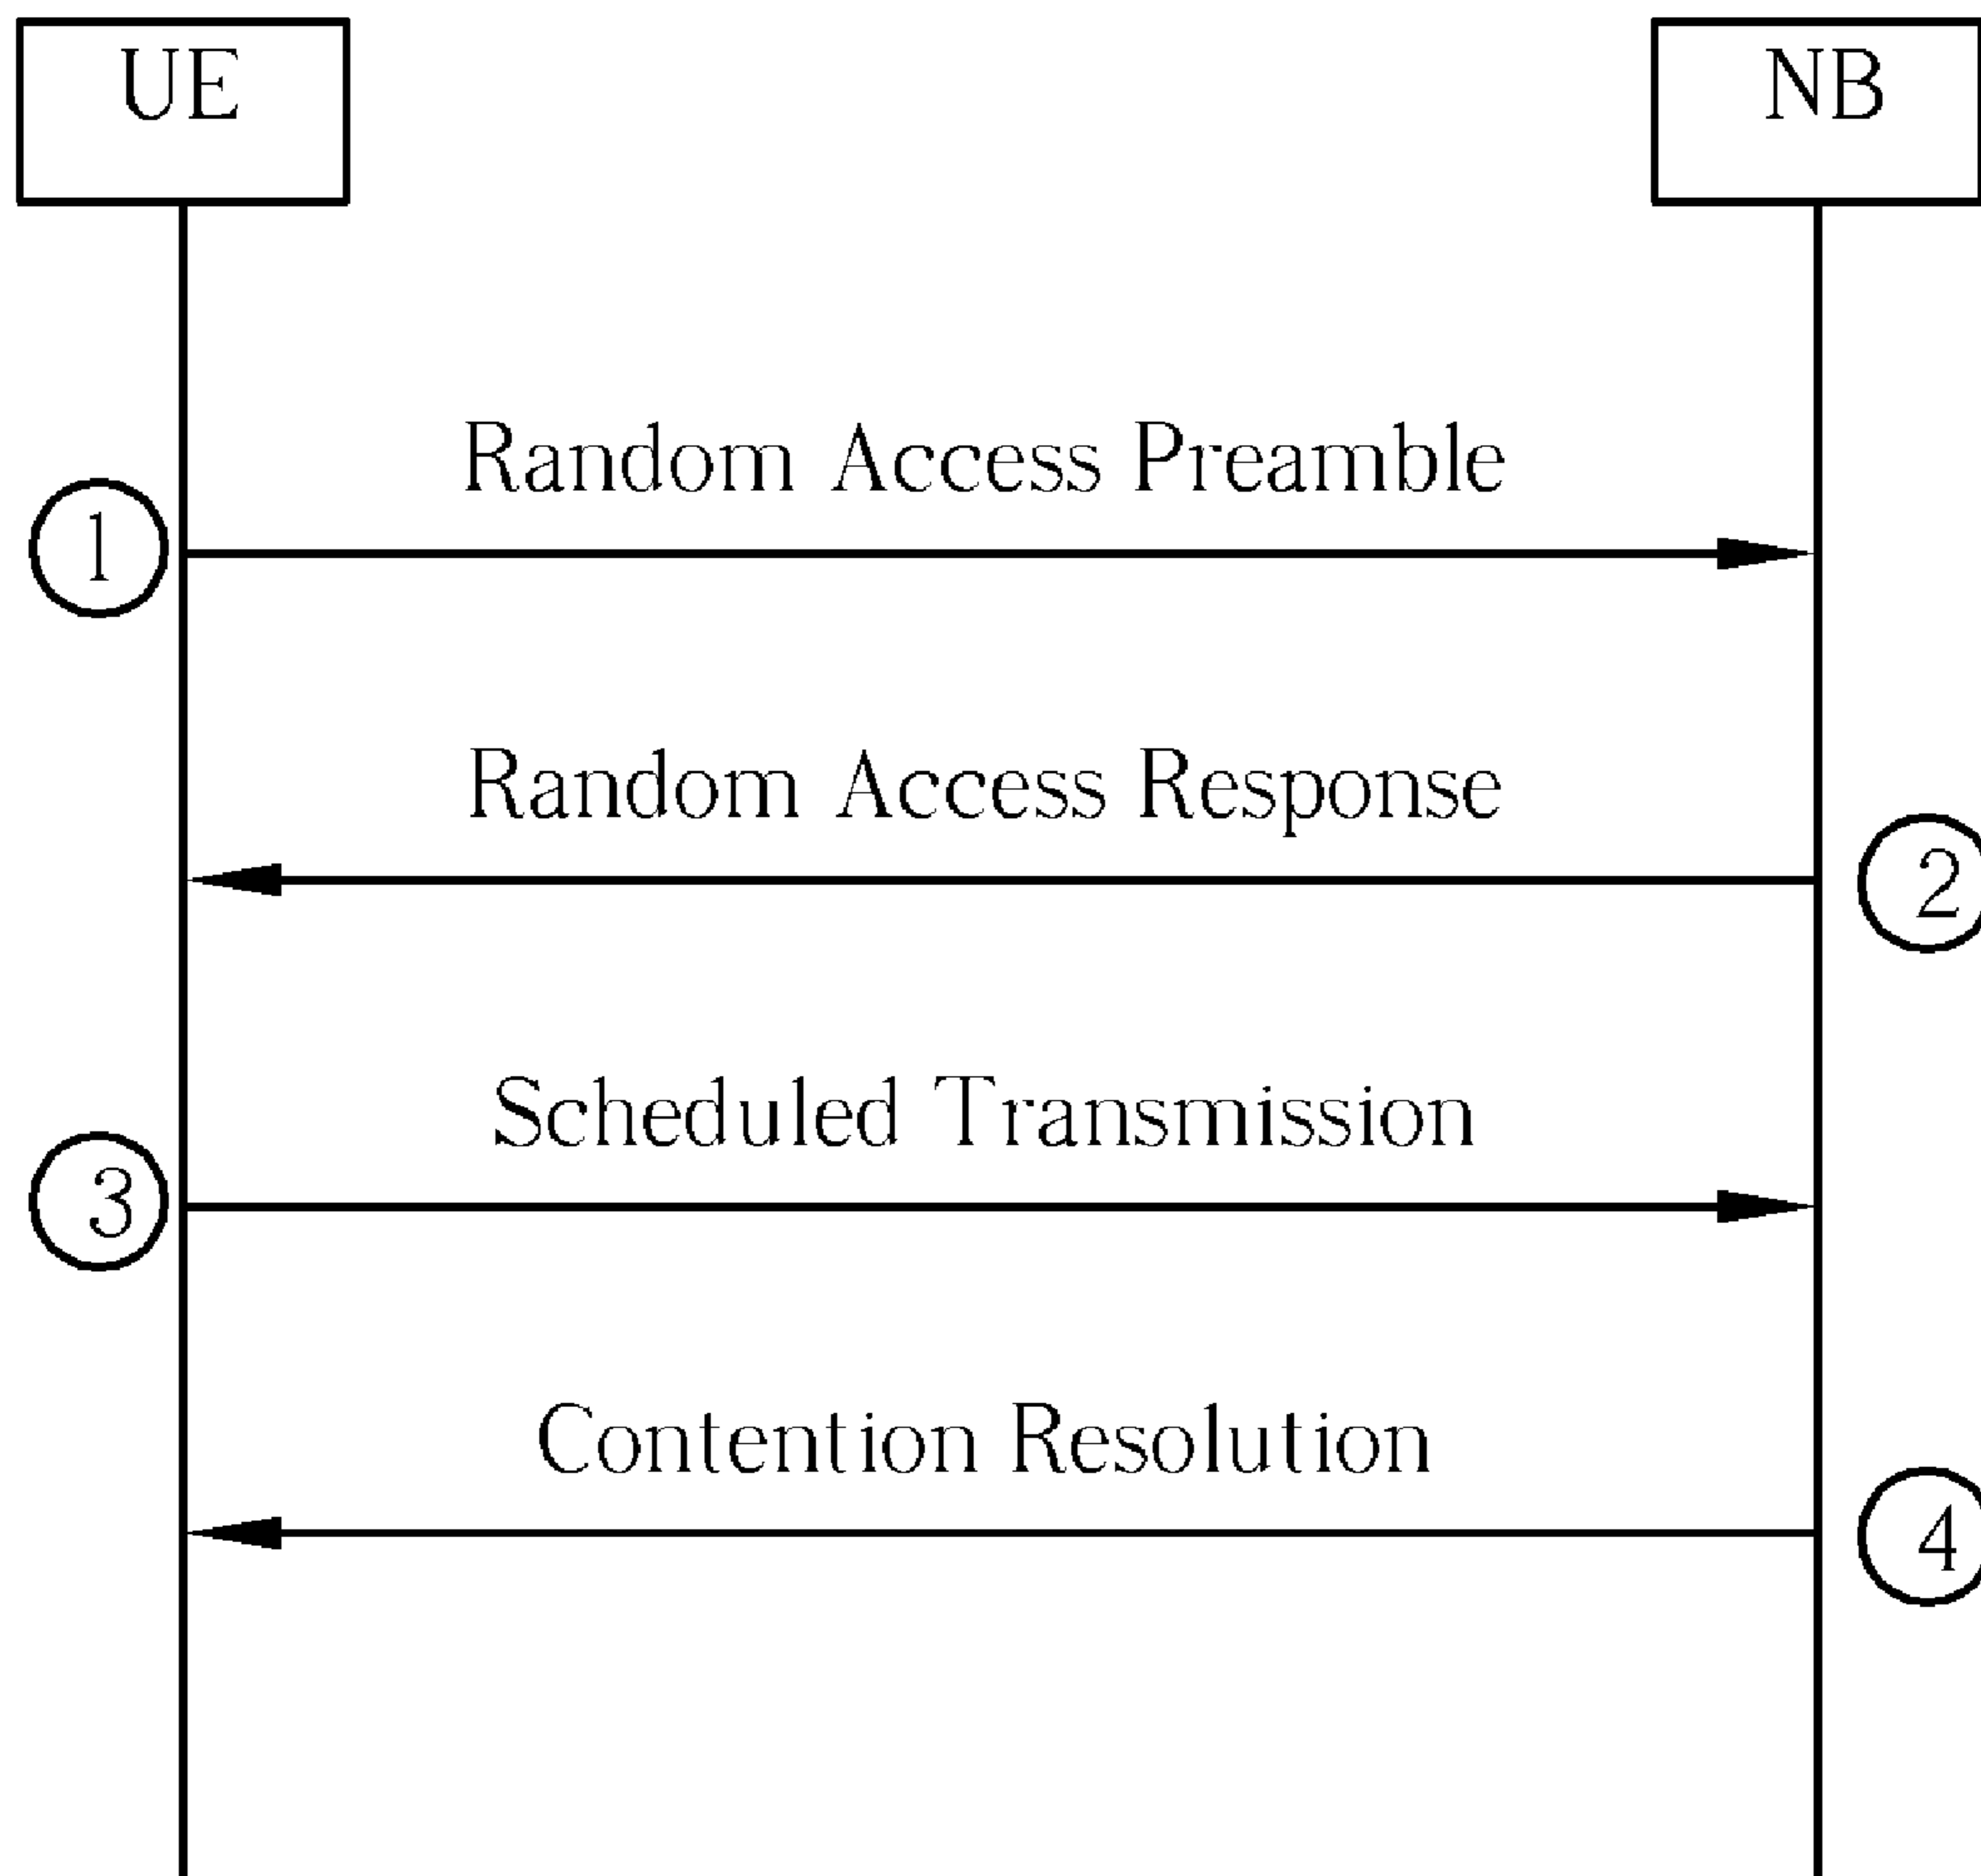 UE
NB
Random Access Preamble
1
Random Access Response
2
Scheduled Transmission
3
Contention Resolution
4